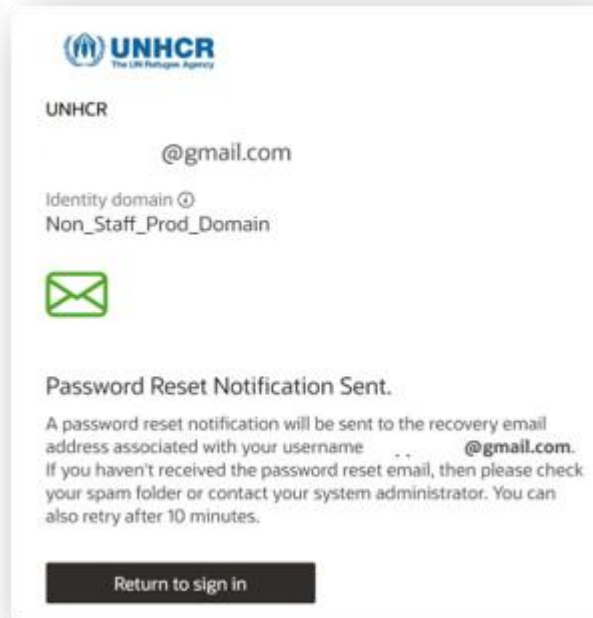 UNHCR
The UN Refugee Agency
UNHCR
@gmail.com
Identity domain
Non_Staff_Prod_Domain
Password Reset Notification Sent.
A password reset notification will be sent to the recovery email
address associated with your username @gmail.com.
If you haven't received the password reset email, then please check
your spam folder or contact your system administrator. You can
also retry after 10 minutes.
Return to sign in